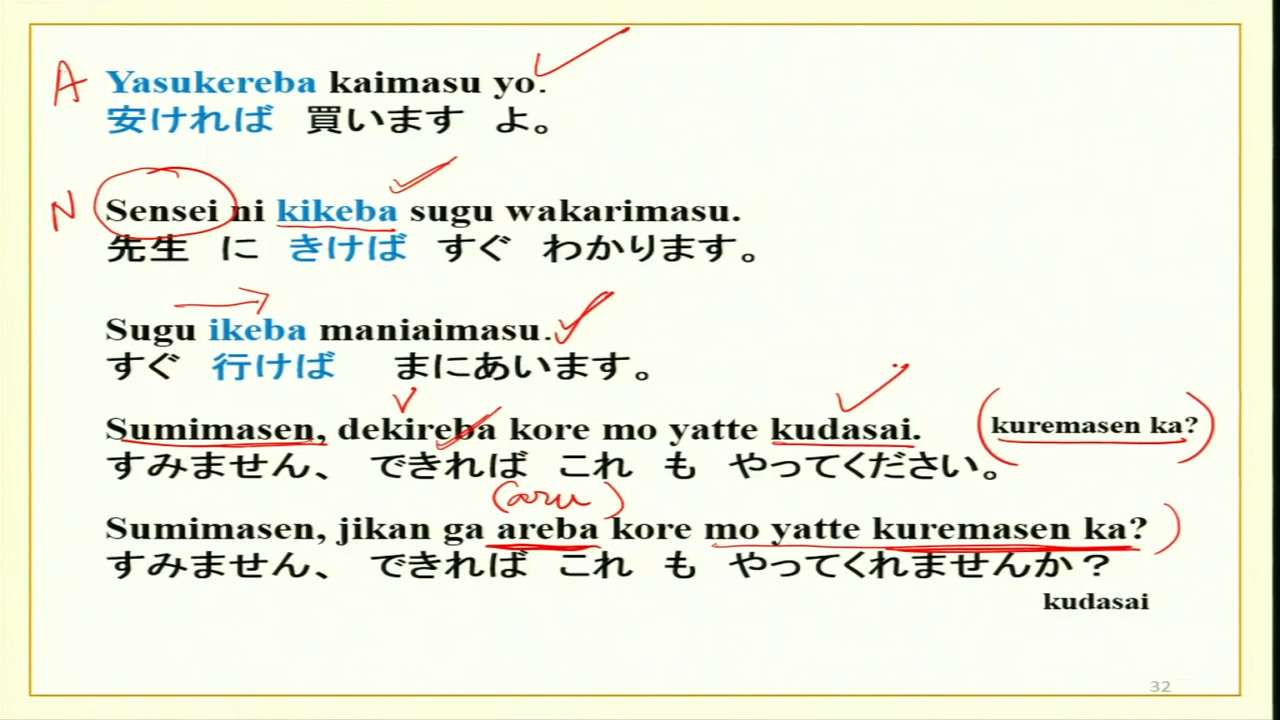 A Yasukereba kaimasu yo.
安ければ 買います よ。
N Sensei ni kikeba sugu wakarimasu.
先生 に きけば すぐ わかります。
Sugu ikeba maniaimasu.
すぐ 行けば まにあいます。
Sumimasen, dekireba kore mo yatte kudasai. (kuremasen ka?)
すみません、 できれば これ も やってください。
(aru)
Sumimasen, jikan ga areba kore mo yatte kuremasen ka? )
すみません、 できれば これ も やってくれませんか？
kudasai
32